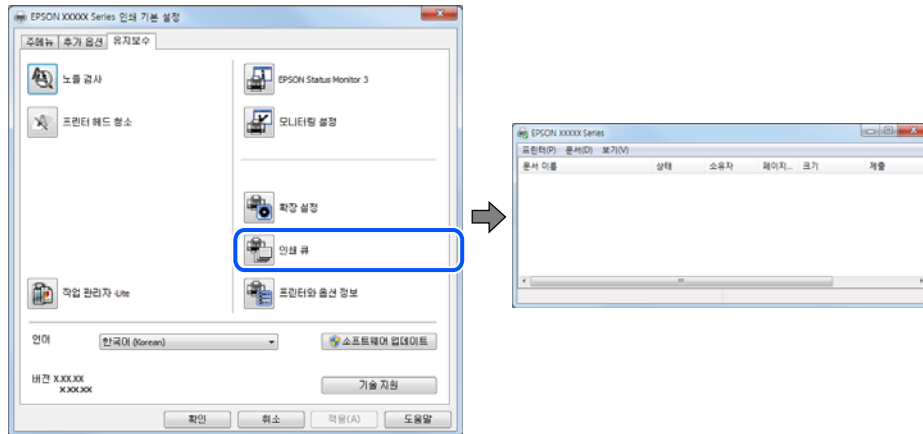 EPSON XXXXX Series 인쇄 기본 설정
주메뉴 추가 옵션 유지보수
노즐 검사
EPSON Status Monitor 3
프린터 헤드 청소
모니터링 설정
확장 설정
인쇄 큐
작업 관리자 -Lite
프린터와 옵션 정보
언어
한국어 (Korean)
소프트웨어 업데이트
버전 X.XX.XX
X.XX.XX
기술 지원
확인
취소
적용(A)
도움말
EPSON XXXXX Series
프린터(P) 문서(D) 보기(V)
문서 이름 상태 소유자 페이지... 크기 제출